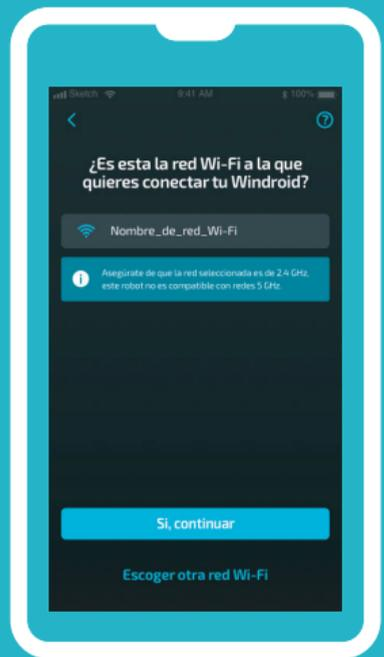 Sketch 9:41 AM 100%
¿Es esta la red Wi-Fi a la que
quieres conectar tu Windroid?
Nombre_de_red_Wi-Fi
Asegúrate de que la red seleccionada es de 2.4 GHz,
este robot no es compatible con redes 5 GHz.
Si, continuar
Escoger otra red Wi-Fi